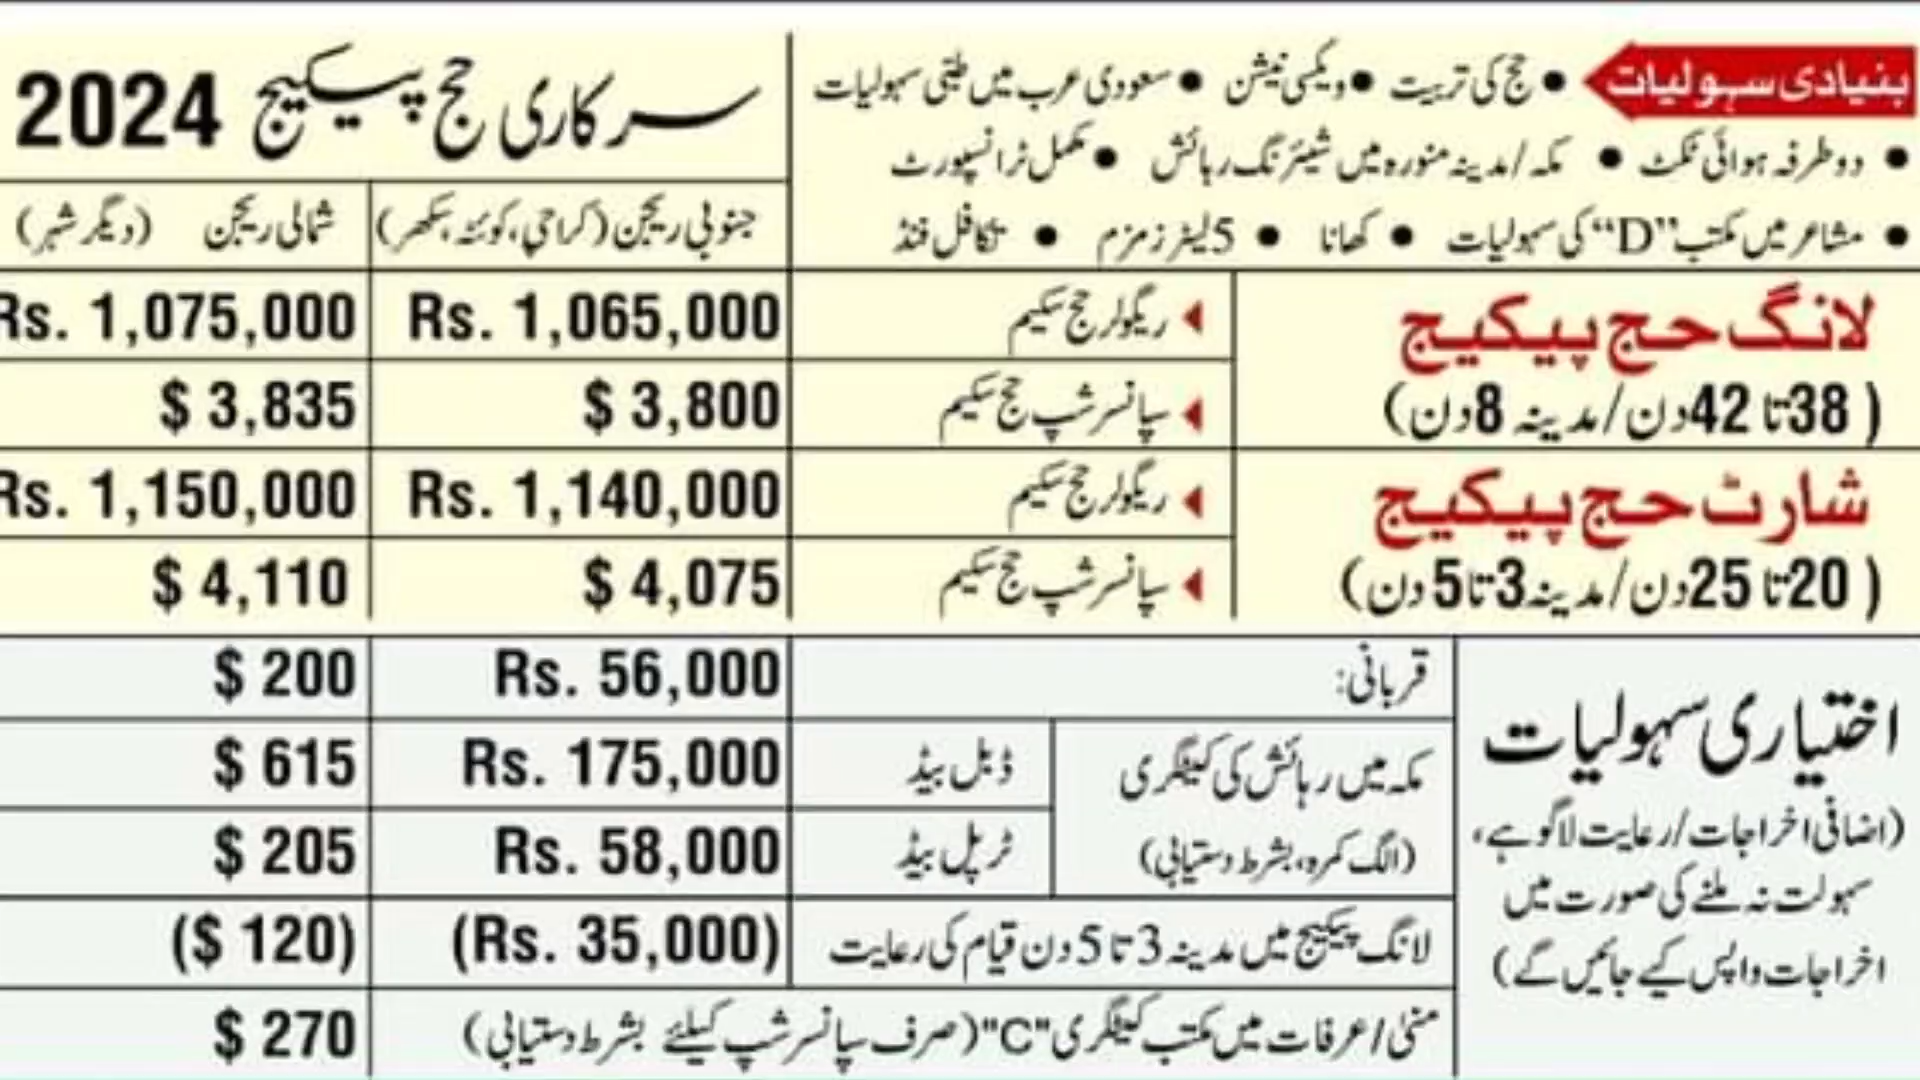 سرکاری حج پیکیج 2024
بنیادی سہولیات • حج کی تربیت • ویکسی نیشن • سعودی عرب میں طبی سہولیات
• دوطرفہ ہوائی ٹکٹ • مکہ/مدینہ منورہ میں شیئرنگ رہائش • مکمل ٹرانسپورٹ
• مشاعر میں مکتب "D" کی سہولیات • کھانا • 5 لیٹر زمزم • تکافل فنڈ
جنوبی ریجن (کراچی، کوئٹہ، سکھر) شمالی ریجن (دیگر شہر)
لانگ حج پیکیج
(38 تا 42 دن/مدینہ 8 دن)
ریگولر حج سکیم Rs. 1,065,000 Rs. 1,075,000
سپانسر شپ حج سکیم $ 3,800 $ 3,835
شارٹ حج پیکیج
(20 تا 25 دن/مدینہ 3 تا 5 دن)
ریگولر حج سکیم Rs. 1,140,000 Rs. 1,150,000
سپانسر شپ حج سکیم $ 4,075 $ 4,110
اختیاری سہولیات
(اضافی اخراجات/رعایت لاگو ہے،
سہولت نہ ملنے کی صورت میں
اخراجات واپس کیے جائیں گے)
قربانی: Rs. 56,000 $ 200
مکہ میں رہائش کی کیٹگری
(الگ کمرہ، بشرط دستیابی)
ڈبل بیڈ Rs. 175,000 $ 615
ٹرپل بیڈ Rs. 58,000 $ 205
لانگ پیکیج میں مدینہ 3 تا 5 دن قیام کی رعایت (Rs. 35,000) ($ 120)
منیٰ/عرفات میں مکتب کیٹگری "C" (صرف سپانسر شپ کیلئے بشرط دستیابی) $ 270